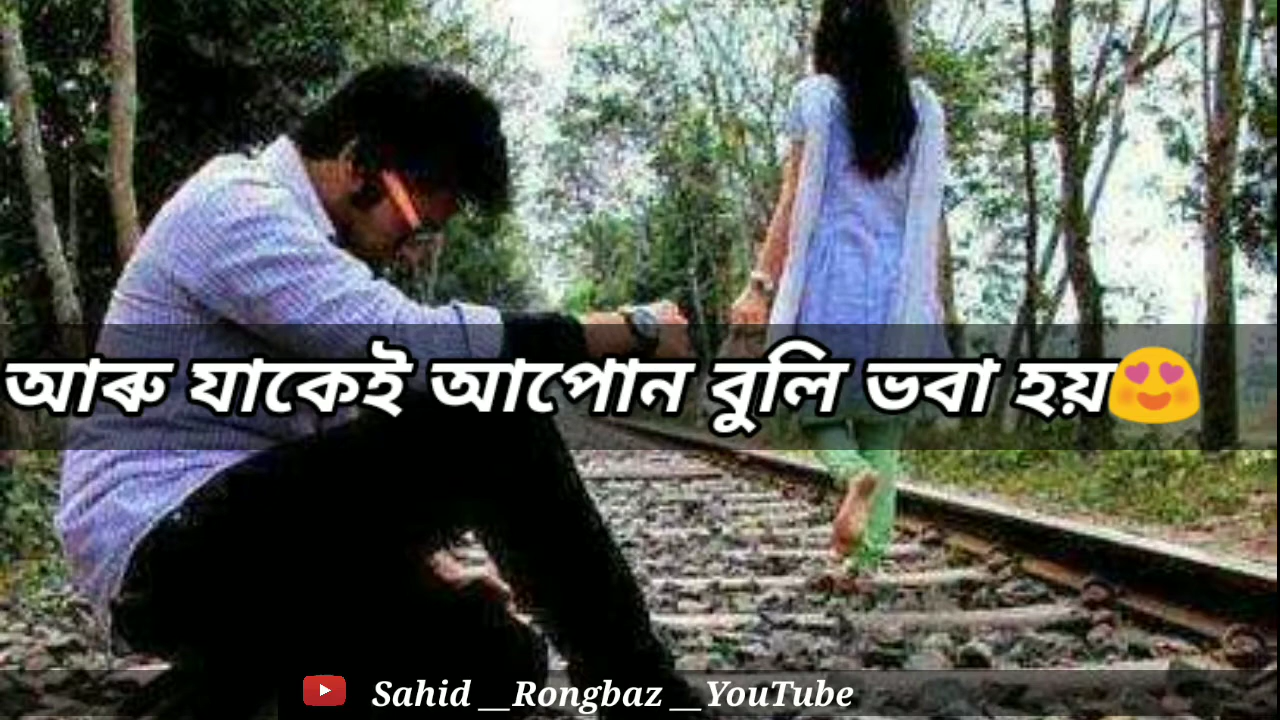 আৰু যাকেই আপোন বুলি ভবা হয়😍
Sahid __Rongbaz __YouTube